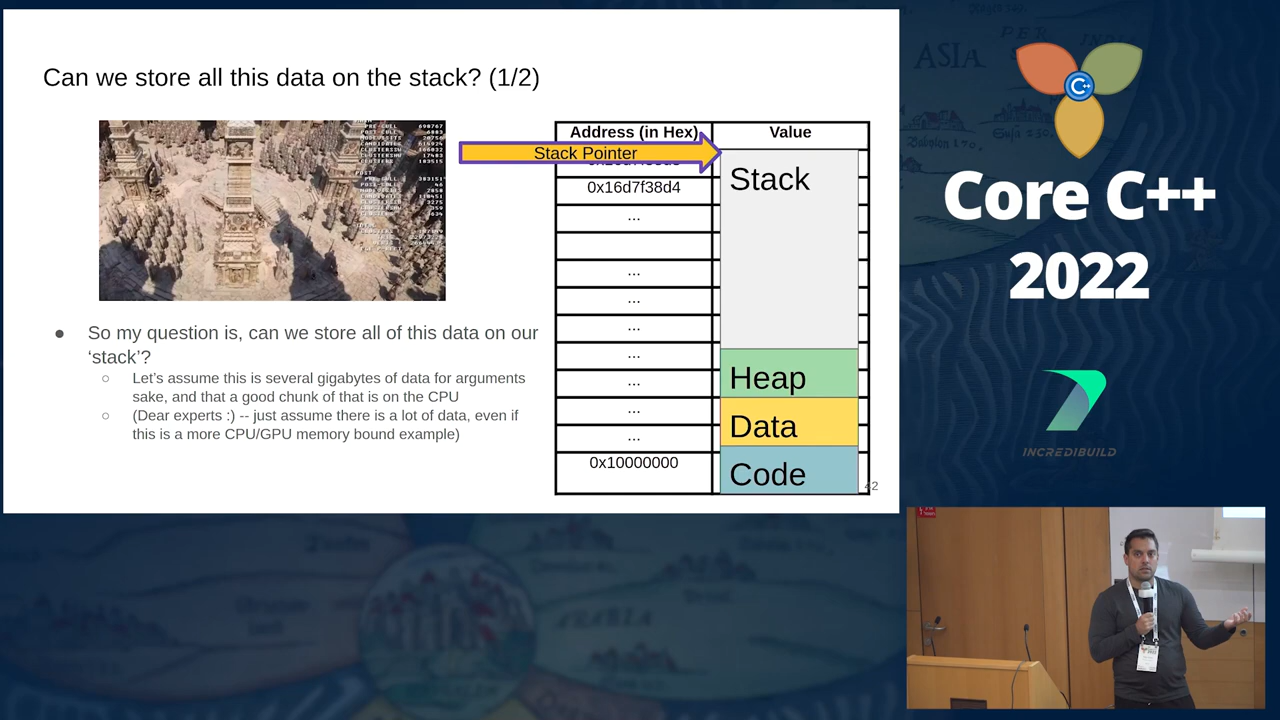 Can we store all this data on the stack? (1/2)
Stack Pointer
Address (in Hex)
Value
0x16d7f38d4
...
...
...
...
...
...
...
...
0x10000000
Stack
Heap
Data
Code
● So my question is, can we store all of this data on our
‘stack’?
○ Let’s assume this is several gigabytes of data for arguments
sake, and that a good chunk of that is on the CPU
○ (Dear experts :) -- just assume there is a lot of data, even if
this is a more CPU/GPU memory bound example)
42
C++
Core C++
2022
INCREDIBUILD
ASIA